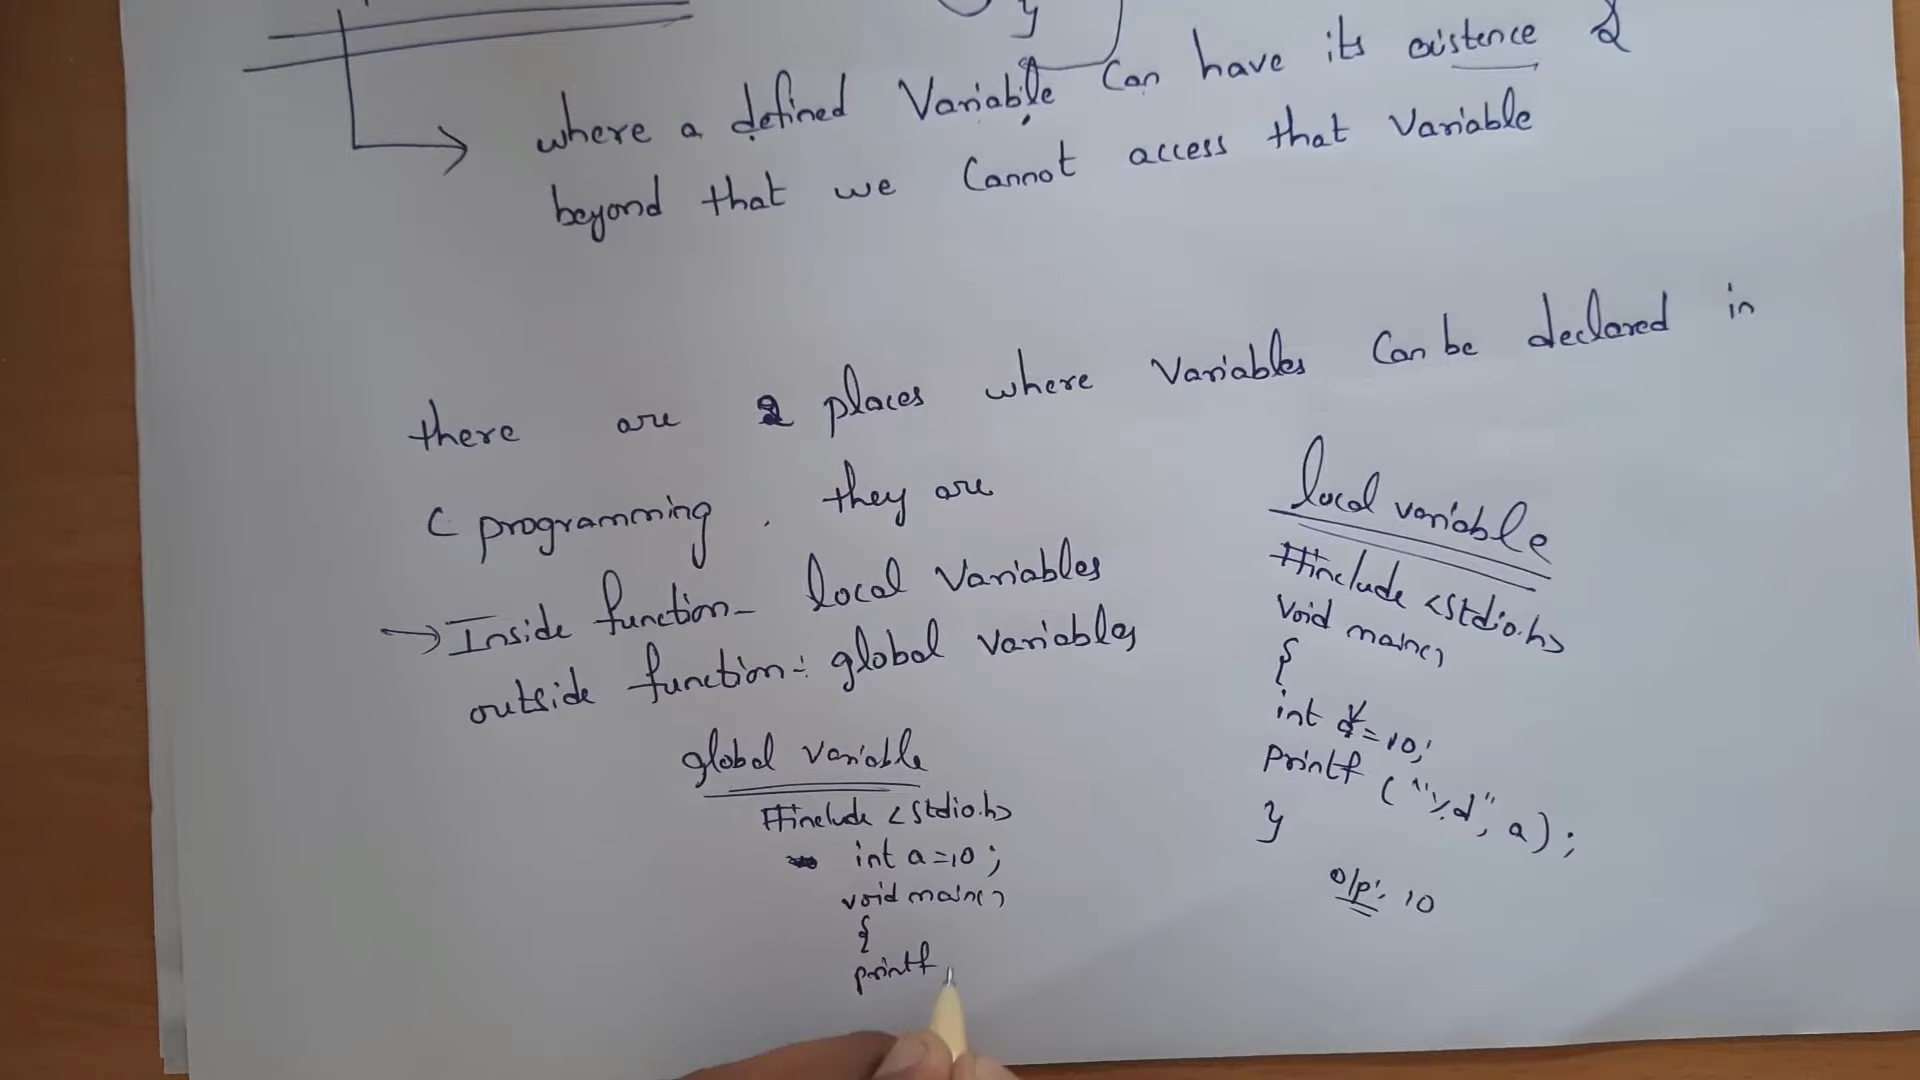 where a defined Variable Can have its existence &
beyond that we Cannot access that Variable
there are 2 places where Variables Can be declared in
C programming. they are
→ Inside function- local Variables
outside function:- global variables
global variable
#include <stdio.h>
int a=10;
void main()
{
printf
local variable
#include <stdio.h>
void main()
{
int a=10;
printf ("%d", a);
}
o/p:- 10